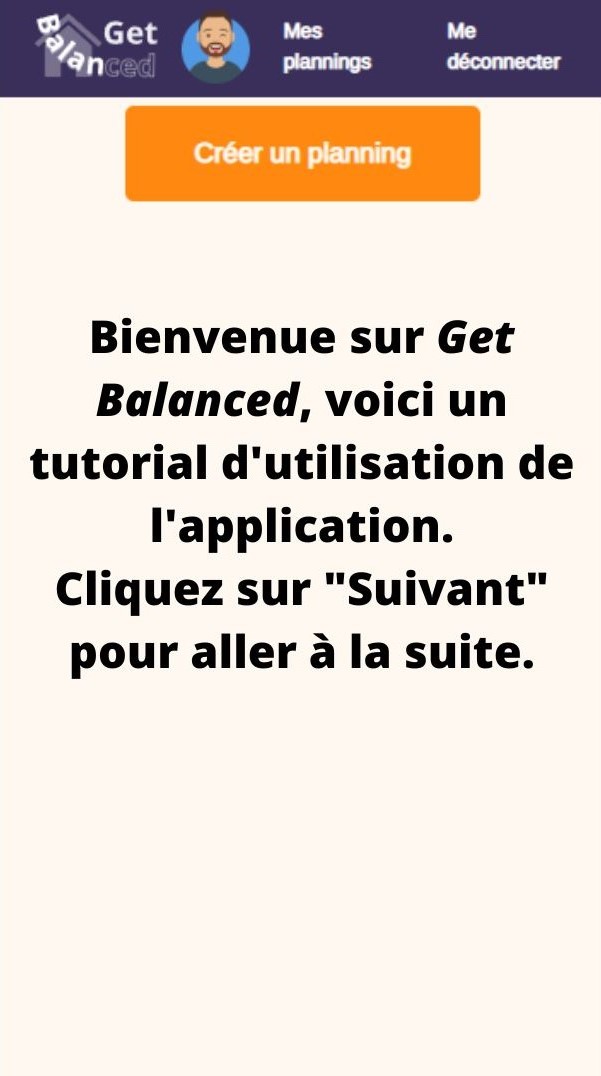 Get
Balanced
Mes
plannings
Me
déconnecter
Créer un planning
Bienvenue sur Get
Balanced, voici un
tutorial d'utilisation de
l'application.
Cliquez sur "Suivant"
pour aller à la suite.